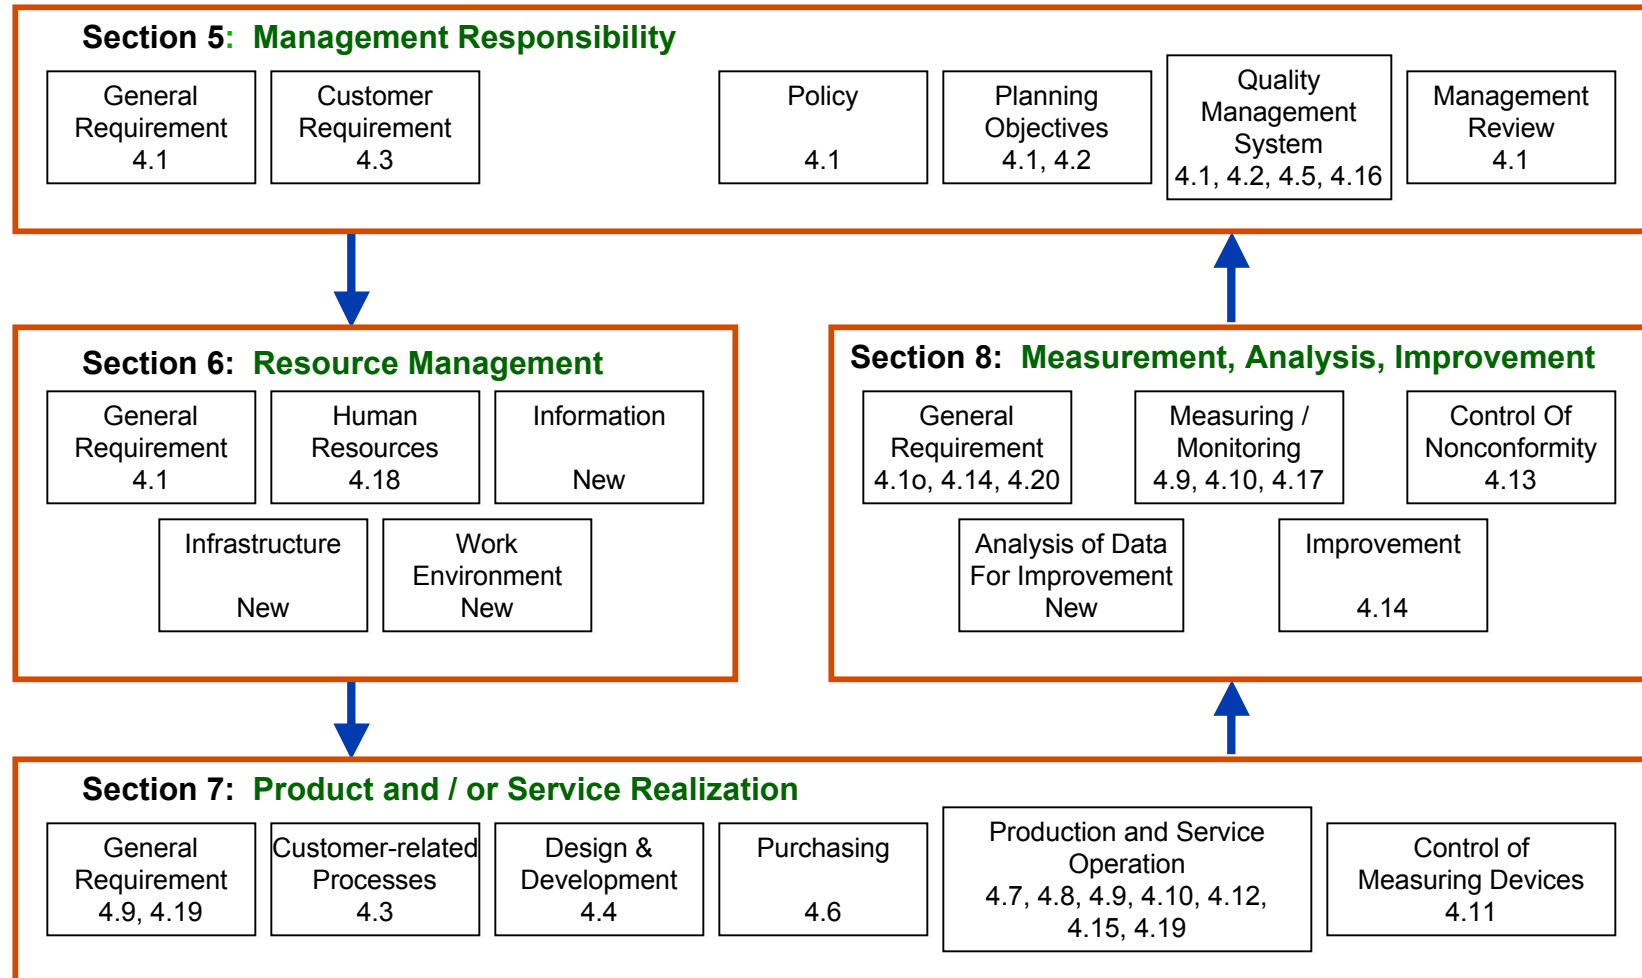 Section 5: Management Responsibility
General
Requirement
4.1
Customer
Requirement
4.3
Policy
4.1
Planning
Objectives
4.1, 4.2
Quality
Management
System
4.1, 4.2, 4.5, 4.16
Management
Review
4.1
Section 6: Resource Management
General
Requirement
4.1
Human
Resources
4.18
Information
New
Infrastructure
New
Work
Environment
New
Section 8: Measurement, Analysis, Improvement
General
Requirement
4.1o, 4.14, 4.20
Measuring /
Monitoring
4.9, 4.10, 4.17
Control Of
Nonconformity
4.13
Analysis of Data
For Improvement
New
Improvement
4.14
Section 7: Product and / or Service Realization
General
Requirement
4.9, 4.19
Customer-related
Processes
4.3
Design &
Development
4.4
Purchasing
4.6
Production and Service
Operation
4.7, 4.8, 4.9, 4.10, 4.12,
4.15, 4.19
Control of
Measuring Devices
4.11